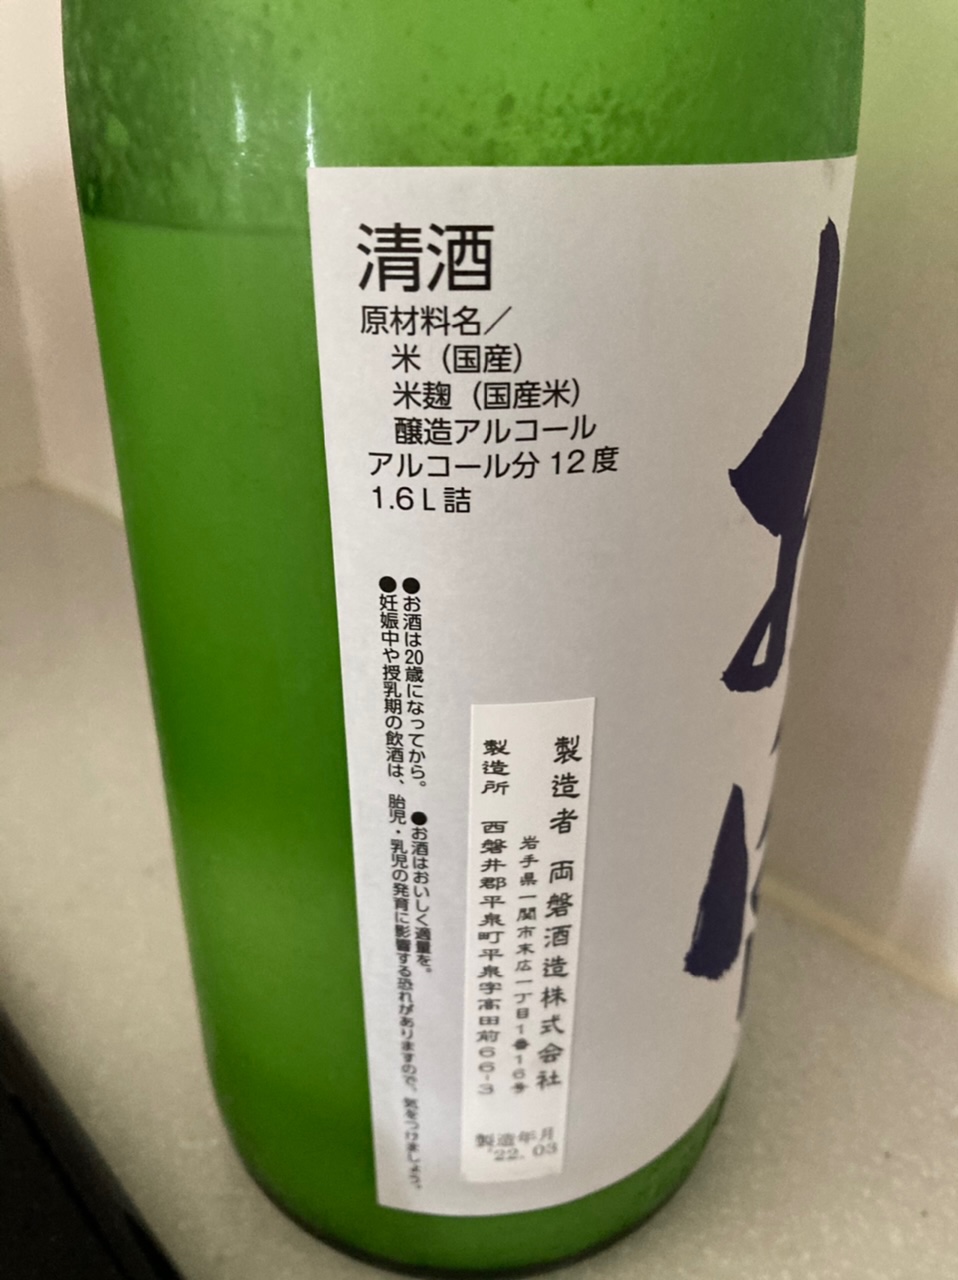 清酒
原材料名／
米（国産）
米麹（国産米）
醸造アルコール
アルコール分12度
1.6L詰
●お酒は20歳になってから。 ●お酒はおいしく適量を。
●妊娠中や授乳期の飲酒は、胎児・乳児の発育に影響する恐れがありますので、気をつけましょう。
製造者 両磐酒造株式会社
岩手県一関市末広一丁目1番16号
製造所 西磐井郡平泉町平泉字高田前66-3
製造年月
'22. 03